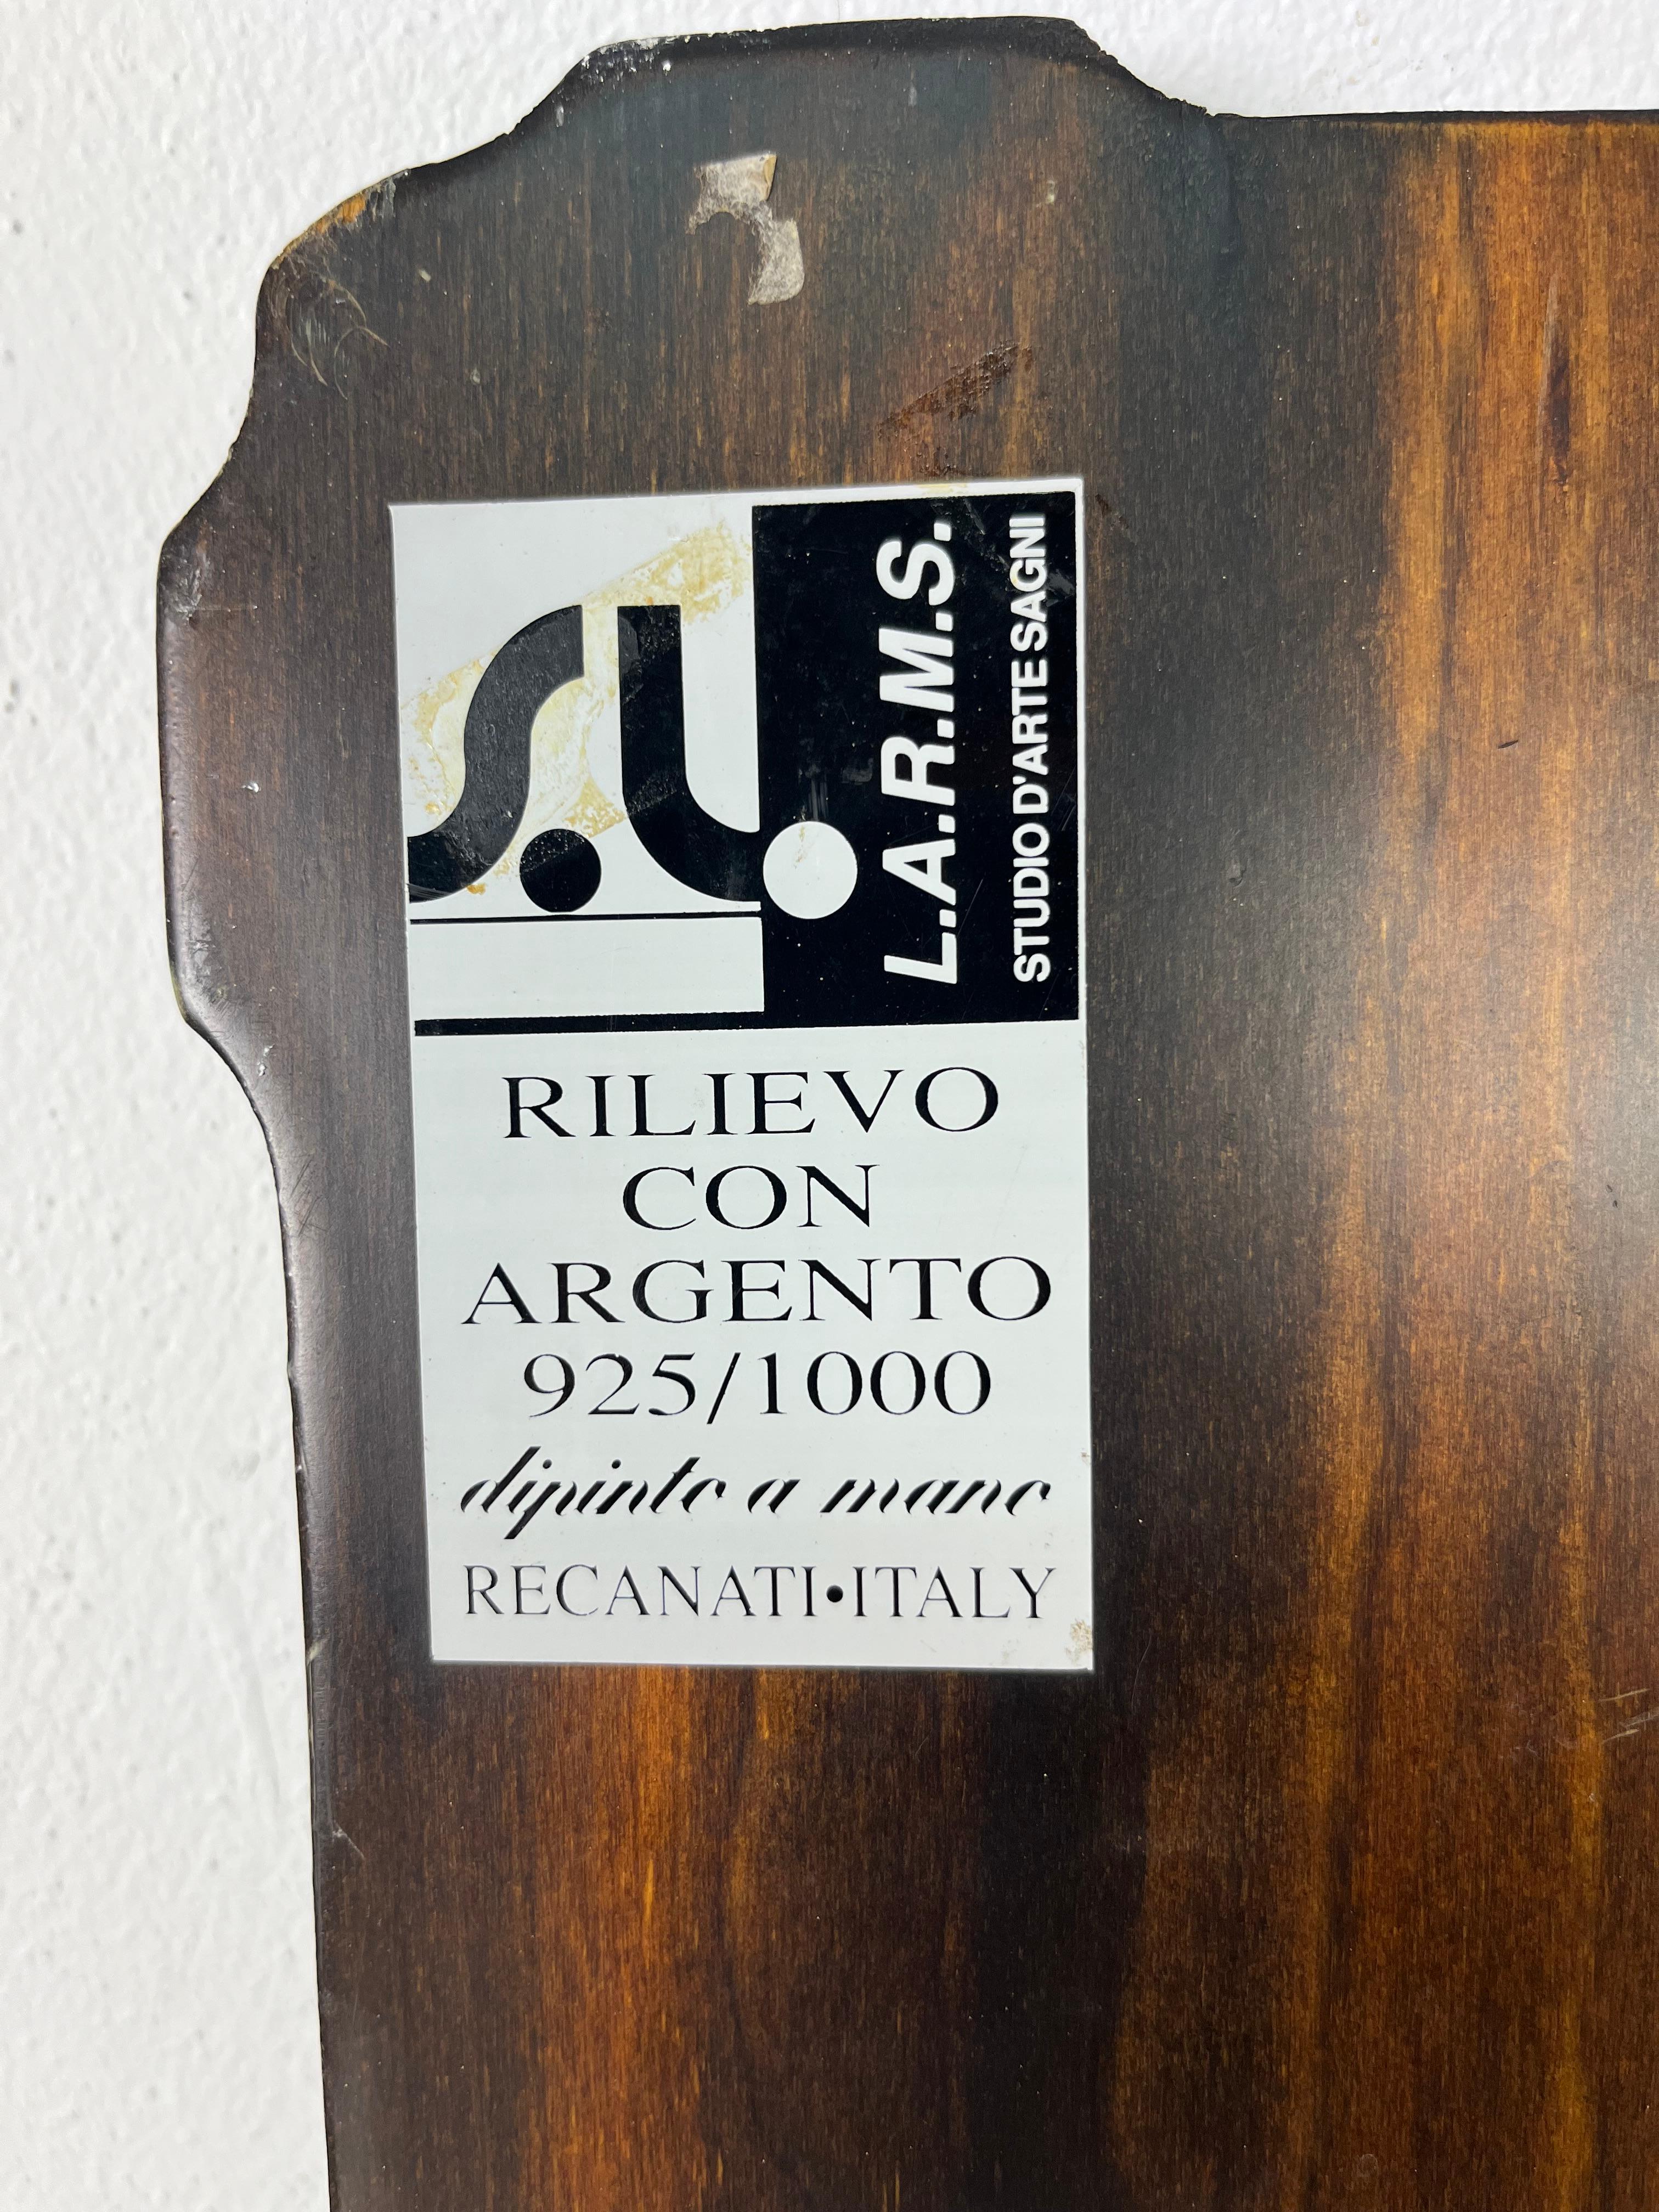 S.L.
L.A.R.M.S.
STUDIO D'ARTE SAGNI
RILIEVO
CON
ARGENTO
925/1000
dipinto a mano
RECANATI•ITALY